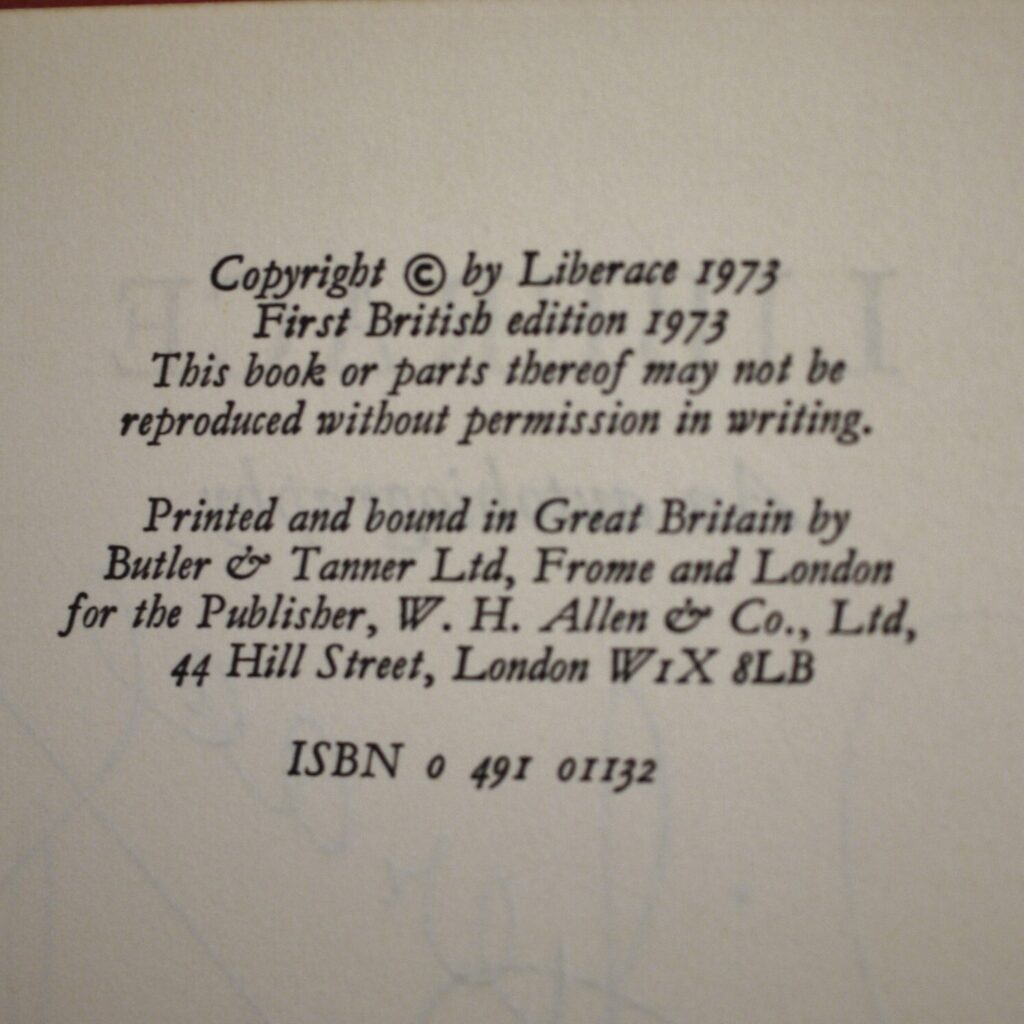 Copyright © by Liberace 1973
First British edition 1973
This book or parts thereof may not be
reproduced without permission in writing.
Printed and bound in Great Britain by
Butler & Tanner Ltd, Frome and London
for the Publisher, W. H. Allen & Co., Ltd,
44 Hill Street, London W1X 8LB
ISBN 0 491 01132